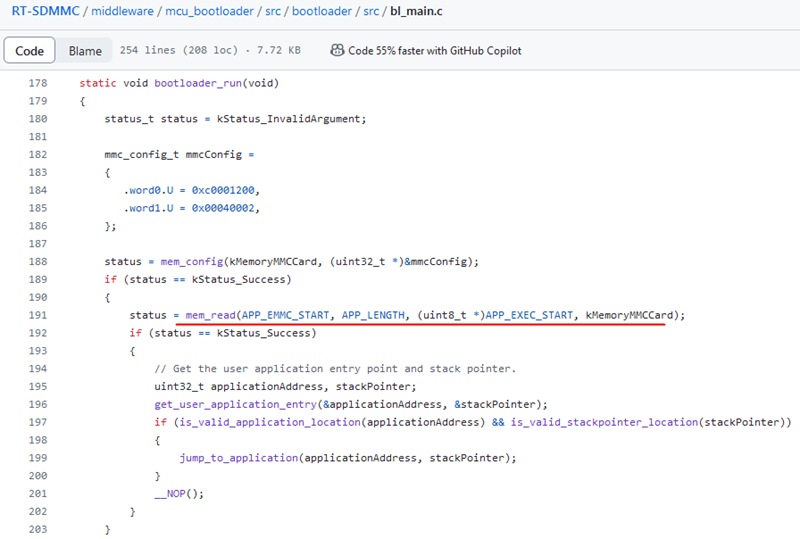 RT-SDMMC / middleware / mcu_bootloader / src / bootloader / src / bl_main.c
Code Blame 254 lines (208 loc) · 7.72 KB Code 55% faster with GitHub Copilot
178 static void bootloader_run(void)
179 {
180 status_t status = kStatus_InvalidArgument;
181
182 mmc_config_t mmcConfig =
183 {
184 .word0.U = 0xc0001200,
185 .word1.U = 0x00040002,
186 };
187
188 status = mem_config(kMemoryMMCCard, (uint32_t *)&mmcConfig);
189 if (status == kStatus_Success)
190 {
191 status = mem_read(APP_EMMC_START, APP_LENGTH, (uint8_t *)APP_EXEC_START, kMemoryMMCCard);
192 if (status == kStatus_Success)
193 {
194 // Get the user application entry point and stack pointer.
195 uint32_t applicationAddress, stackPointer;
196 get_user_application_entry(&applicationAddress, &stackPointer);
197 if (is_valid_application_location(applicationAddress) && is_valid_stackpointer_location(stackPointer))
198 {
199 jump_to_application(applicationAddress, stackPointer);
200 }
201 __NOP();
202 }
203 }